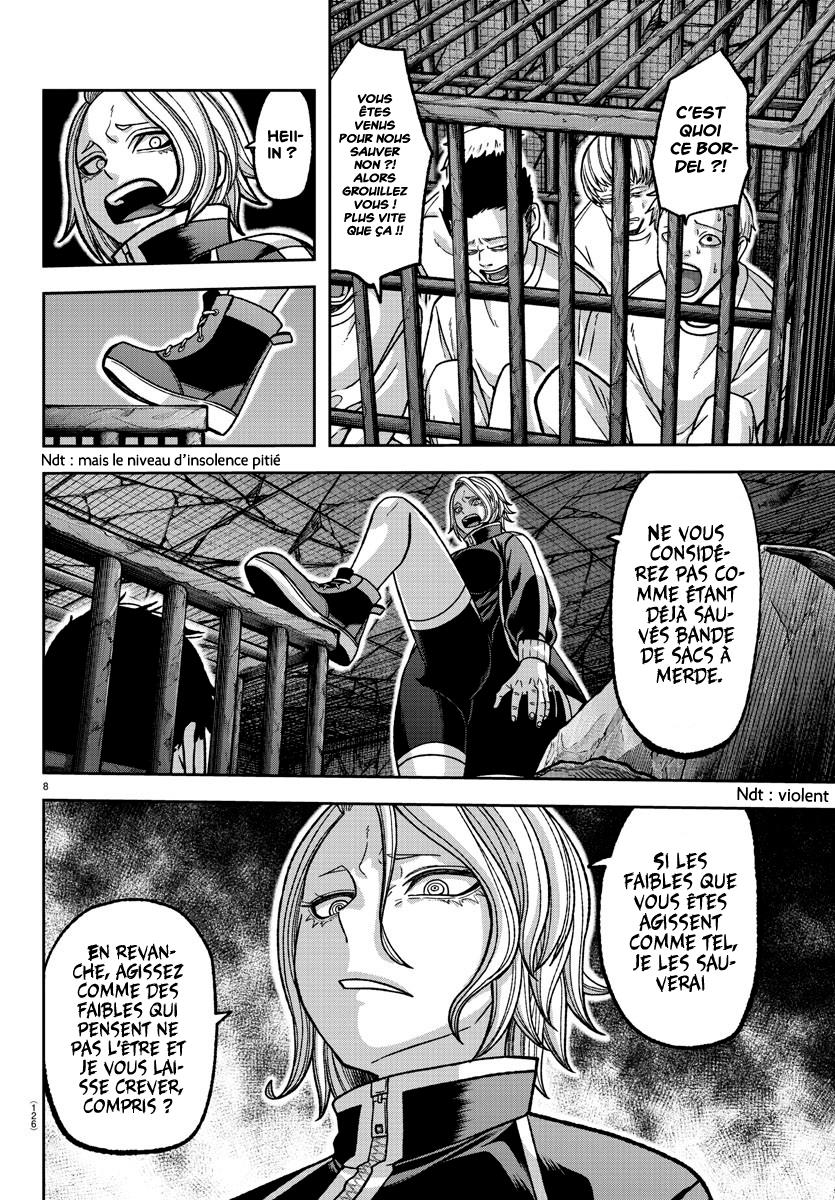 C'EST
QUOI
CE BOR-
DEL ?!
VOUS
ÊTES
VENUS
POUR NOUS
SAUVER
NON ?!
ALORS
GROUILLEZ
VOUS !
PLUS VITE
QUE ÇA !!
HEII-
IN ?
Ndt : mais le niveau d'insolence pitié
NE VOUS
CONSIDÉ-
REZ PAS CO-
MME ÉTANT
DÉJÀ SAU-
VÉS BANDE
DE SACS À
MERDE.
8
Ndt : violent
SI LES
FAIBLES QUE
VOUS ÊTES
AGISSENT
COMME TEL,
JE LES SAU-
VERAI
EN REVAN-
CHE, AGISSEZ
COMME DES
FAIBLES QUI
PENSENT NE
PAS L'ÊTRE ET
JE VOUS LAI-
SSE CREVER,
COMPRIS ?
(126)